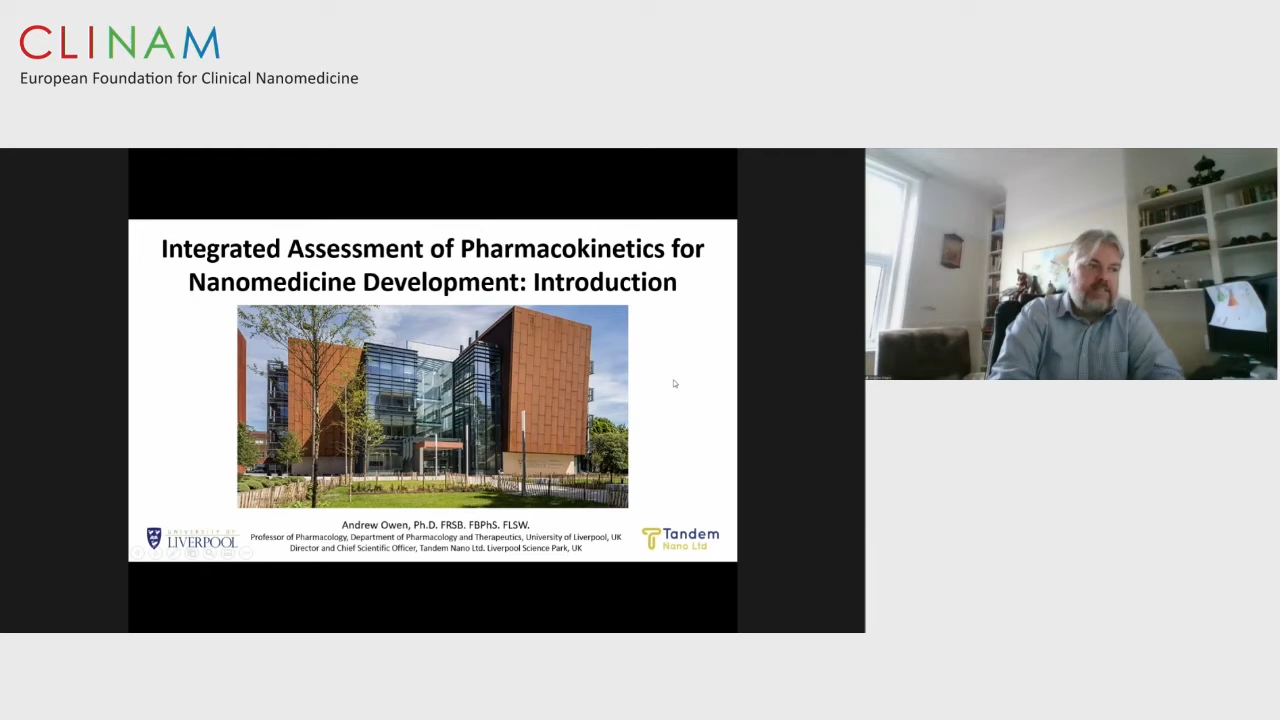 CLINAM
European Foundation for Clinical Nanomedicine
Integrated Assessment of Pharmacokinetics for
Nanomedicine Development: Introduction
Andrew Owen, Ph.D. FRSB. FBPhS. FLSW.
Professor of Pharmacology, Department of Pharmacology and Therapeutics, University of Liverpool, UK
Director and Chief Scientific Officer, Tandem Nano Ltd. Liverpool Science Park, UK
UNIVERSITY OF
LIVERPOOL
Tandem
Nano Ltd